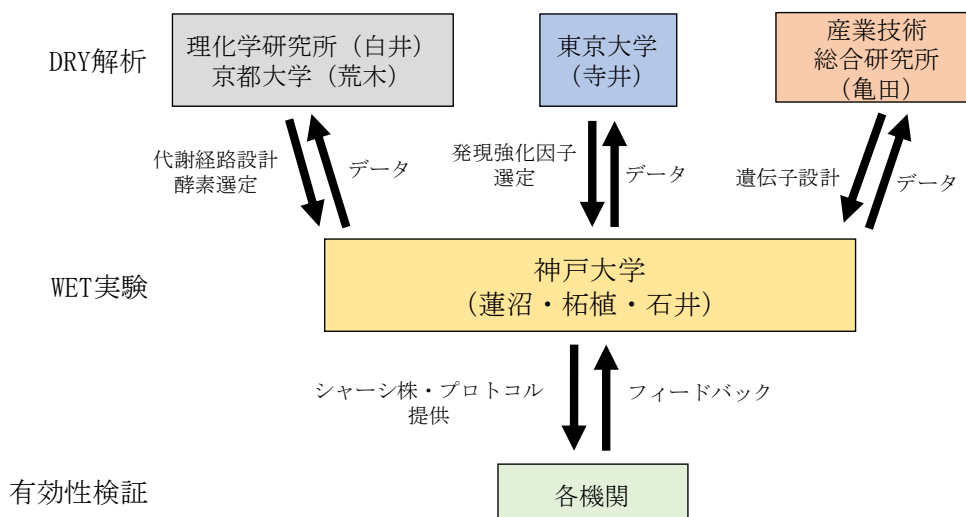 DRY解析
理化学研究所（白井）
京都大学（荒木）
東京大学
（寺井）
産業技術
総合研究所
（亀田）
代謝経路設計
酵素選定
データ
発現強化因子
選定
データ
遺伝子設計
データ
WET実験
神戸大学
（蓮沼・柘植・石井）
シャーシ株・プロトコル
提供
フィードバック
有効性検証
各機関